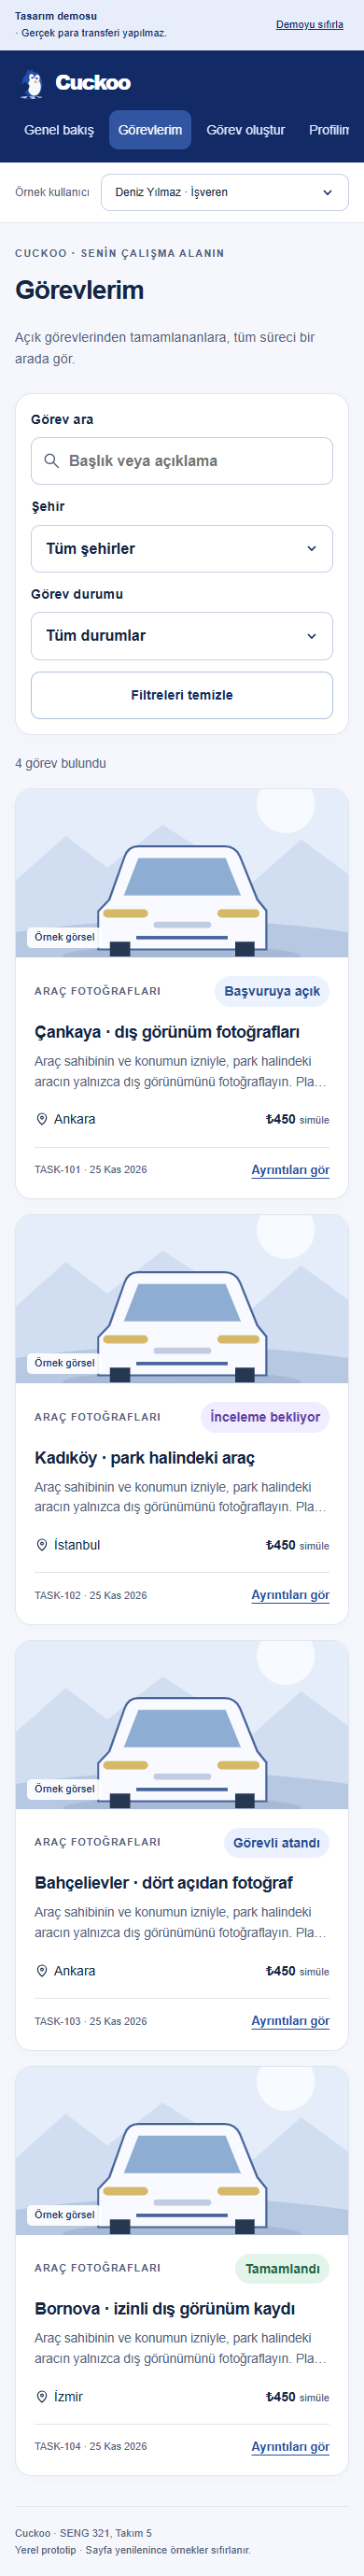 Tasarım demosu
· Gerçek para transferi yapılmaz.
Demoyu sıfırla
Cuckoo
Genel bakış
Görevlerim
Görev oluştur
Profilim
Örnek kullanıcı
Deniz Yılmaz · İşveren
CUCKOO · SENİN ÇALIŞMA ALANIN
Görevlerim
Açık görevlerinden tamamlananlara, tüm süreci bir
arada gör.
Görev ara
Başlık veya açıklama
Şehir
Tüm şehirler
Görev durumu
Tüm durumlar
Filtreleri temizle
4 görev bulundu
Örnek görsel
ARAÇ FOTOĞRAFLARI
Başvuruya açık
Çankaya · dış görünüm fotoğrafları
Araç sahibinin ve konumun izniyle, park halindeki
aracın yalnızca dış görünümünü fotoğraflayın. Pla…
Ankara
₺450 simüle
TASK-101 · 25 Kas 2026
Ayrıntıları gör
Örnek görsel
ARAÇ FOTOĞRAFLARI
İnceleme bekliyor
Kadıköy · park halindeki araç
Araç sahibinin ve konumun izniyle, park halindeki
aracın yalnızca dış görünümünü fotoğraflayın. Pla…
İstanbul
₺450 simüle
TASK-102 · 25 Kas 2026
Ayrıntıları gör
Örnek görsel
ARAÇ FOTOĞRAFLARI
Görevli atandı
Bahçelievler · dört açıdan fotoğraf
Araç sahibinin ve konumun izniyle, park halindeki
aracın yalnızca dış görünümünü fotoğraflayın. Pla…
Ankara
₺450 simüle
TASK-103 · 25 Kas 2026
Ayrıntıları gör
Örnek görsel
ARAÇ FOTOĞRAFLARI
Tamamlandı
Bornova · izinli dış görünüm kaydı
Araç sahibinin ve konumun izniyle, park halindeki
aracın yalnızca dış görünümünü fotoğraflayın. Pla…
İzmir
₺450 simüle
TASK-104 · 25 Kas 2026
Ayrıntıları gör
Cuckoo · SENG 321, Takım 5
Yerel prototip · Sayfa yenilenince örnekler sıfırlanır.